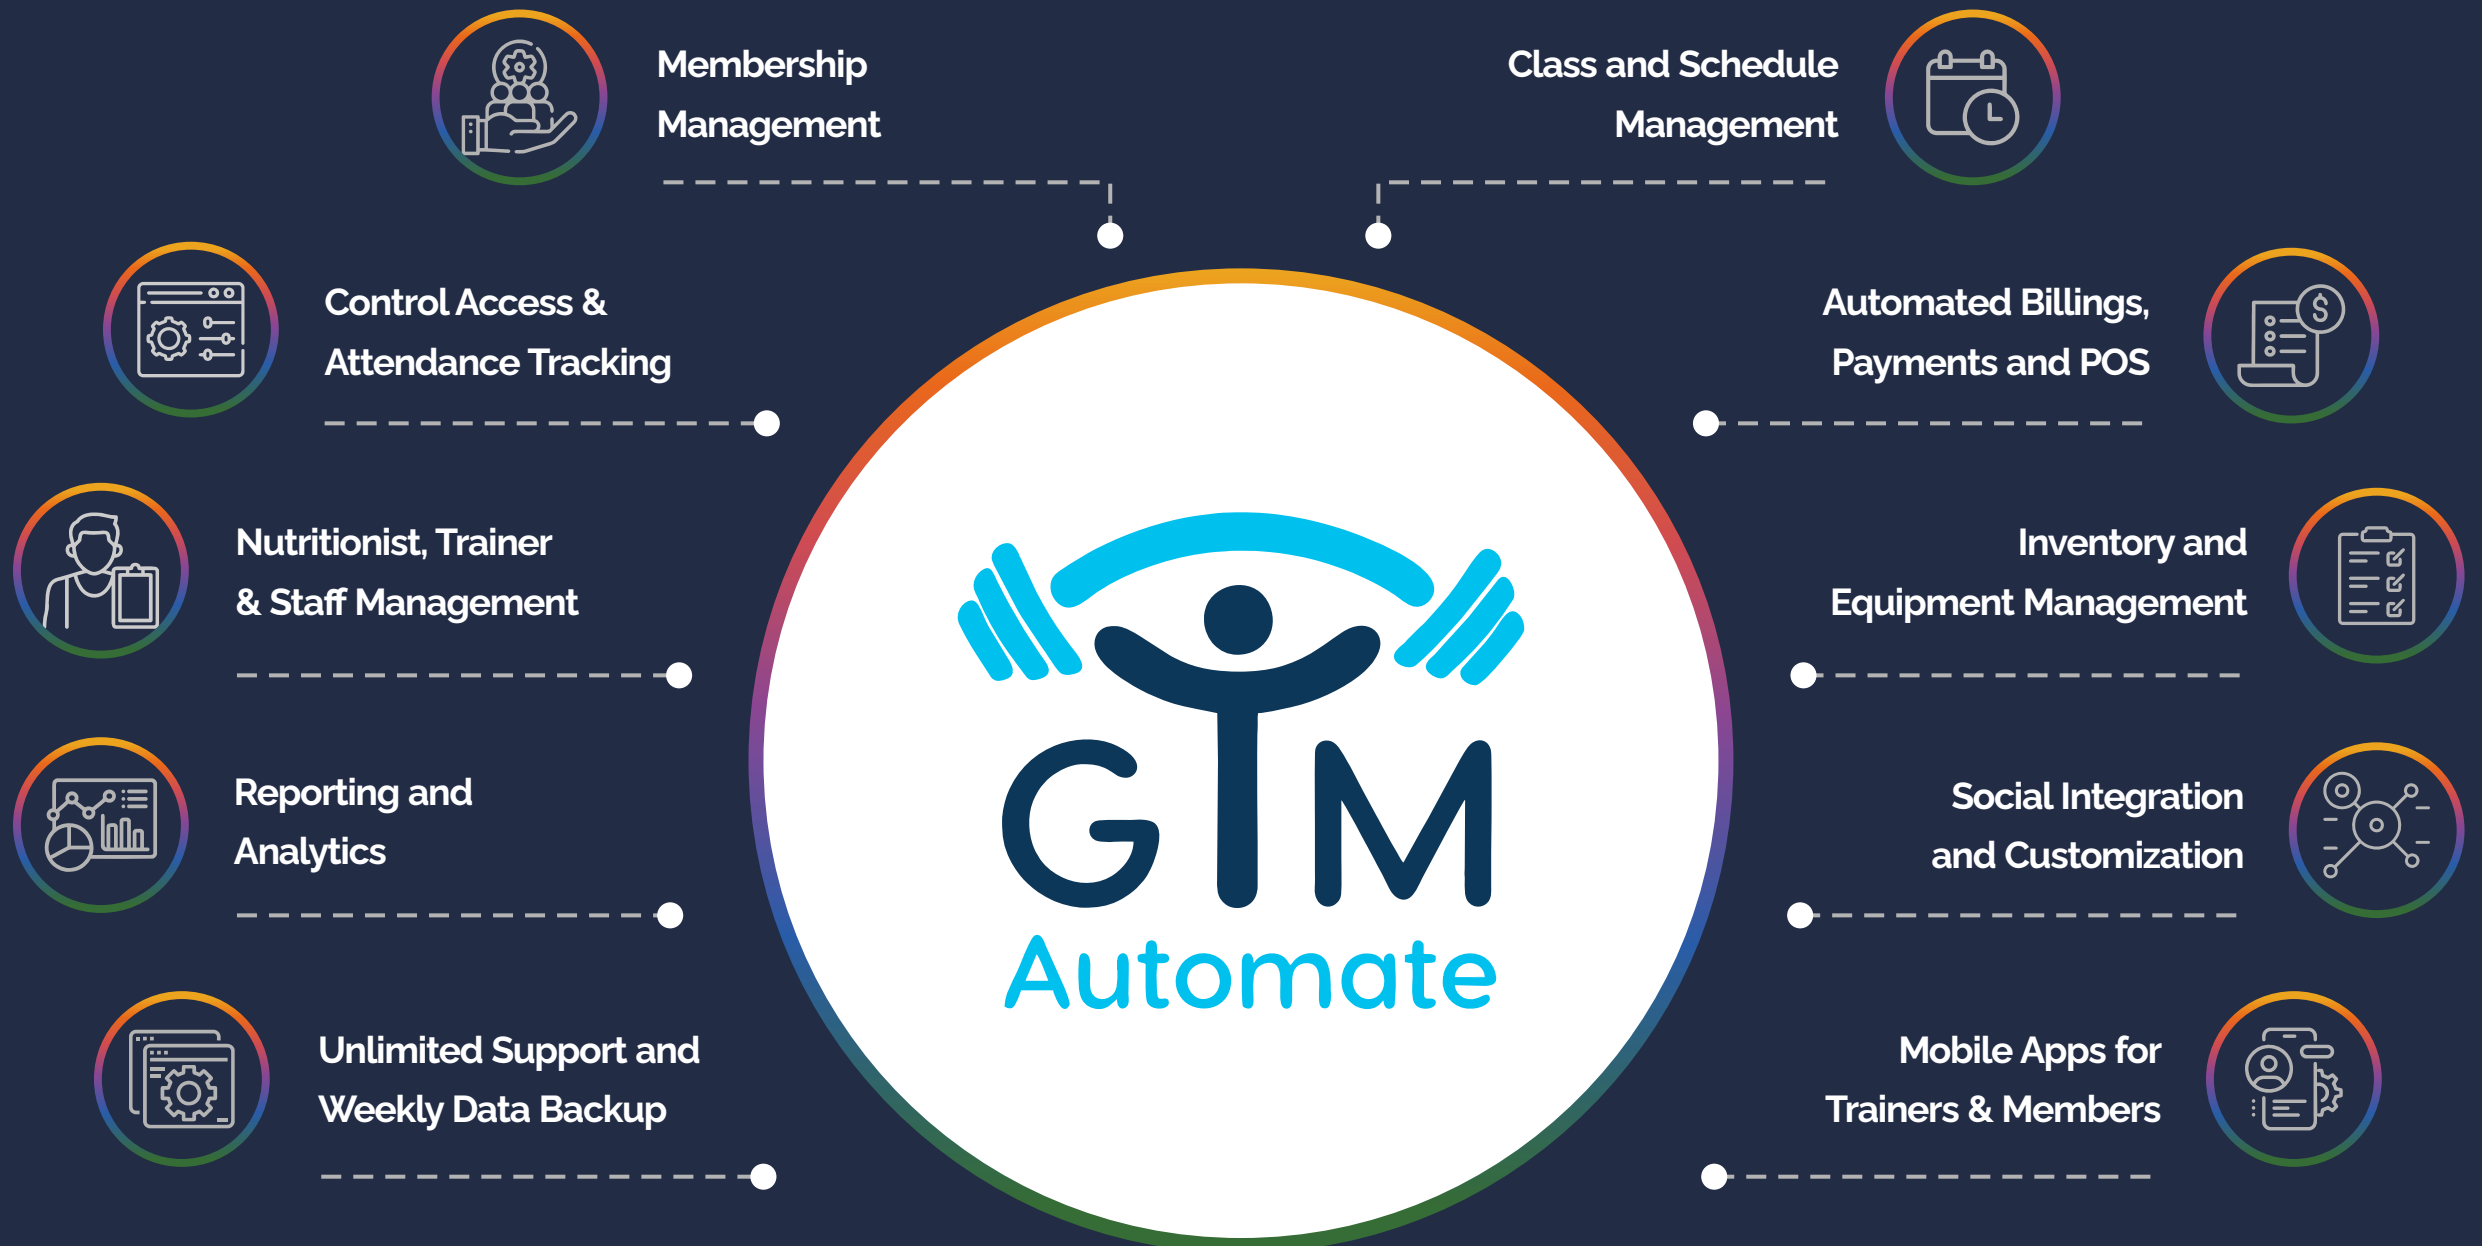 Membership
Management
Class and Schedule
Management
Control Access &
Attendance Tracking
Automated Billings,
Payments and POS
Nutritionist, Trainer
& Staff Management
Inventory and
Equipment Management
Reporting and
Analytics
Social Integration
and Customization
Unlimited Support and
Weekly Data Backup
Mobile Apps for
Trainers & Members
GYM
Automate